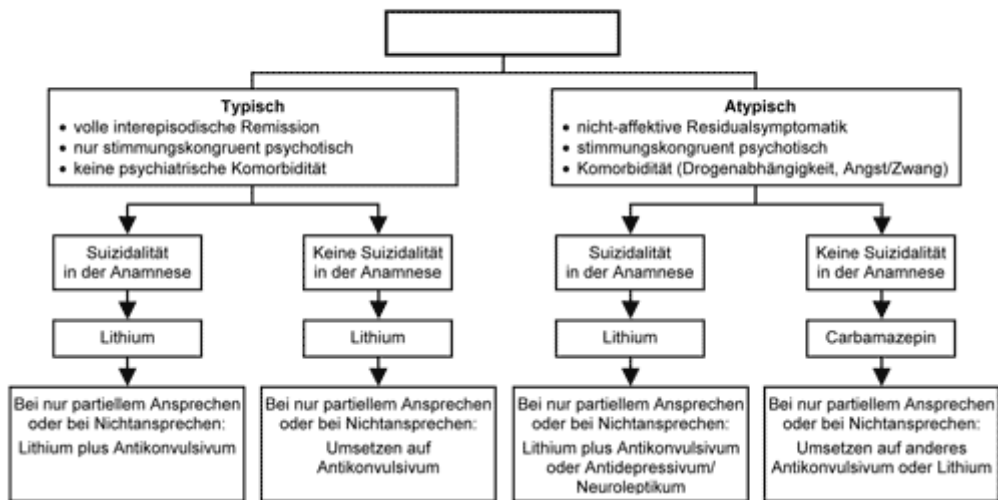 Typisch
• volle interepisodische Remission
• nur stimmungskongruent psychotisch
• keine psychiatrische Komorbidität
Atypisch
• nicht-affektive Residualsymptomatik
• stimmungskongruent psychotisch
• Komorbidität (Drogenabhängigkeit, Angst/Zwang)
Suizidalität
in der Anamnese
Keine Suizidalität
in der Anamnese
Suizidalität
in der Anamnese
Keine Suizidalität
in der Anamnese
Lithium
Lithium
Lithium
Carbamazepin
Bei nur partiellem Ansprechen
oder bei Nichtansprechen:
Lithium plus Antikonvulsivum
Bei nur partiellem Ansprechen
oder bei Nichtansprechen:
Umsetzen auf
Antikonvulsivum
Bei nur partiellem Ansprechen
oder bei Nichtansprechen:
Lithium plus Antikonvulsivum
oder Antidepressivum/
Neuroleptikum
Bei nur partiellem Ansprechen
oder bei Nichtansprechen:
Umsetzen auf anderes
Antikonvulsivum oder Lithium